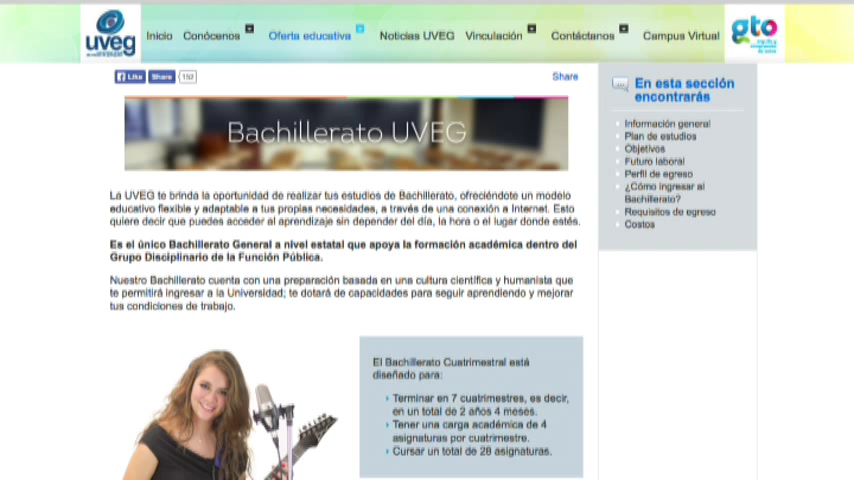 uveg
Inicio Conócenos Oferta educativa Noticias UVEG Vinculación Contáctanos Campus Virtual
gto
Like Share 152
Share
Bachillerato UVEG
La UVEG te brinda la oportunidad de realizar tus estudios de Bachillerato, ofreciéndote un modelo
educativo flexible y adaptable a tus propias necesidades, a través de una conexión a Internet. Esto
quiere decir que puedes acceder al aprendizaje sin depender del día, la hora o el lugar donde estés.
Es el único Bachillerato General a nivel estatal que apoya la formación académica dentro del
Grupo Disciplinario de la Función Pública.
Nuestro Bachillerato cuenta con una preparación basada en una cultura científica y humanista que
te permitirá ingresar a la Universidad; te dotará de capacidades para seguir aprendiendo y mejorar
tus condiciones de trabajo.
El Bachillerato Cuatrimestral está
diseñado para:
Terminar en 7 cuatrimestres, es decir,
en un total de 2 años 4 meses.
Tener una carga académica de 4
asignaturas por cuatrimestre.
Cursar un total de 28 asignaturas.
En esta sección
encontrarás
Información general
Plan de estudios
Objetivos
Futuro laboral
Perfil de egreso
¿Cómo ingresar al
Bachillerato?
Requisitos de egreso
Costos